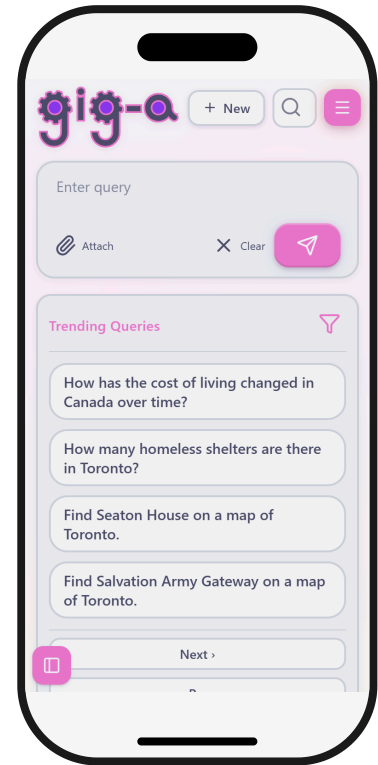 gig-a
+ New
Enter query
Attach
Clear
Trending Queries
How has the cost of living changed in
Canada over time?
How many homeless shelters are there
in Toronto?
Find Seaton House on a map of
Toronto.
Find Salvation Army Gateway on a map
of Toronto.
Next ›